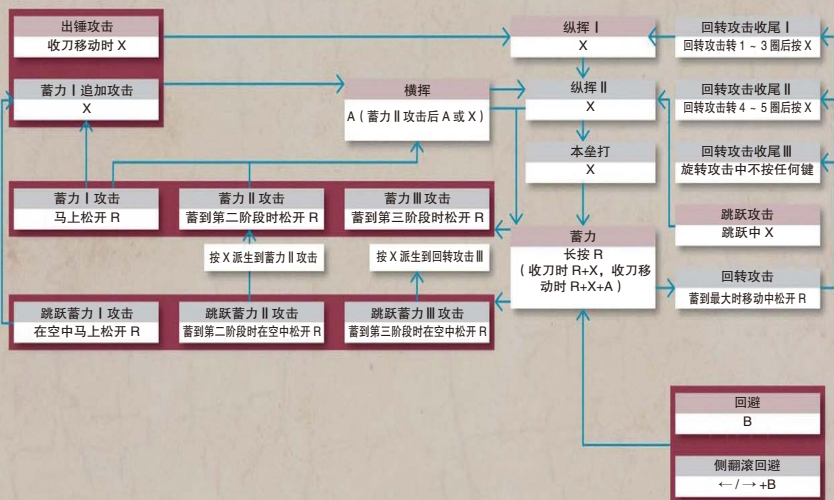 出锤攻击
收刀移动时 X
蓄力Ⅰ追加攻击
X
横挥
A（蓄力Ⅱ攻击后 A 或 X）
纵挥Ⅰ
X
纵挥Ⅱ
X
本垒打
X
回转攻击收尾Ⅰ
回转攻击转 1 ~ 3 圈后按 X
回转攻击收尾Ⅱ
回转攻击转 4 ~ 5 圈后按 X
回转攻击收尾Ⅲ
旋转攻击中不按任何键
跳跃攻击
跳跃中 X
蓄力Ⅰ攻击
马上松开 R
蓄力Ⅱ攻击
蓄到第二阶段时松开 R
蓄力Ⅲ攻击
蓄到第三阶段时松开 R
按 X 派生到蓄力Ⅱ攻击
按 X 派生到回转攻击Ⅲ
蓄力
长按 R
（收刀时 R+X，收刀移
动时 R+X+A）
回转攻击
蓄到最大时移动中松开 R
跳跃蓄力Ⅰ攻击
在空中马上松开 R
跳跃蓄力Ⅱ攻击
蓄到第二阶段时在空中松开 R
跳跃蓄力Ⅲ攻击
蓄到第三阶段时在空中松开 R
回避
B
侧翻滚回避
←/→+B